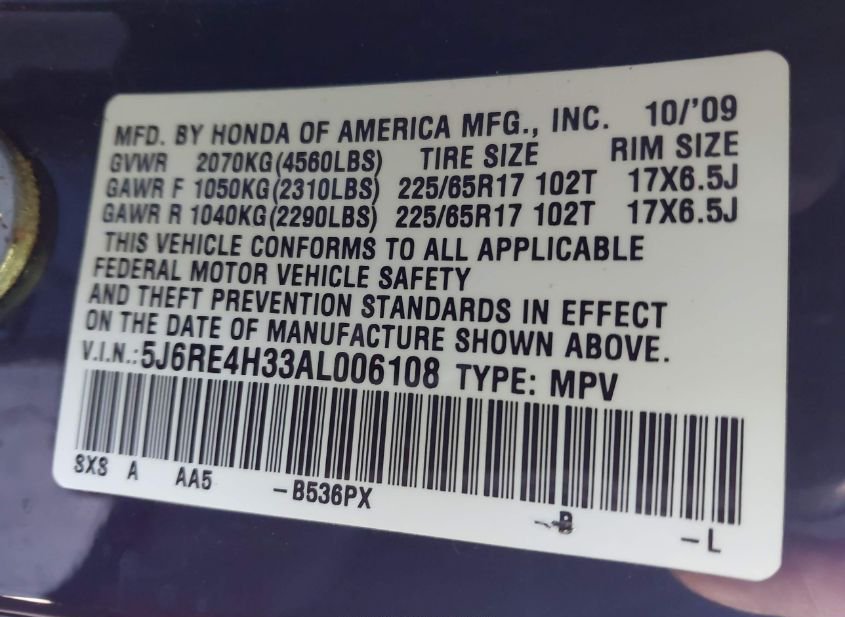 MFD. BY HONDA OF AMERICA MFG., INC. 10/'09
GVWR 2070KG(4560LBS) TIRE SIZE RIM SIZE
GAWR F 1050KG(2310LBS) 225/65R17 102T 17X6.5J
GAWR R 1040KG(2290LBS) 225/65R17 102T 17X6.5J
THIS VEHICLE CONFORMS TO ALL APPLICABLE
FEDERAL MOTOR VEHICLE SAFETY
AND THEFT PREVENTION STANDARDS IN EFFECT
ON THE DATE OF MANUFACTURE SHOWN ABOVE.
V.I.N.:5J6RE4H33AL006108 TYPE: MPV
SXS A AA5 -B536PX -B -L